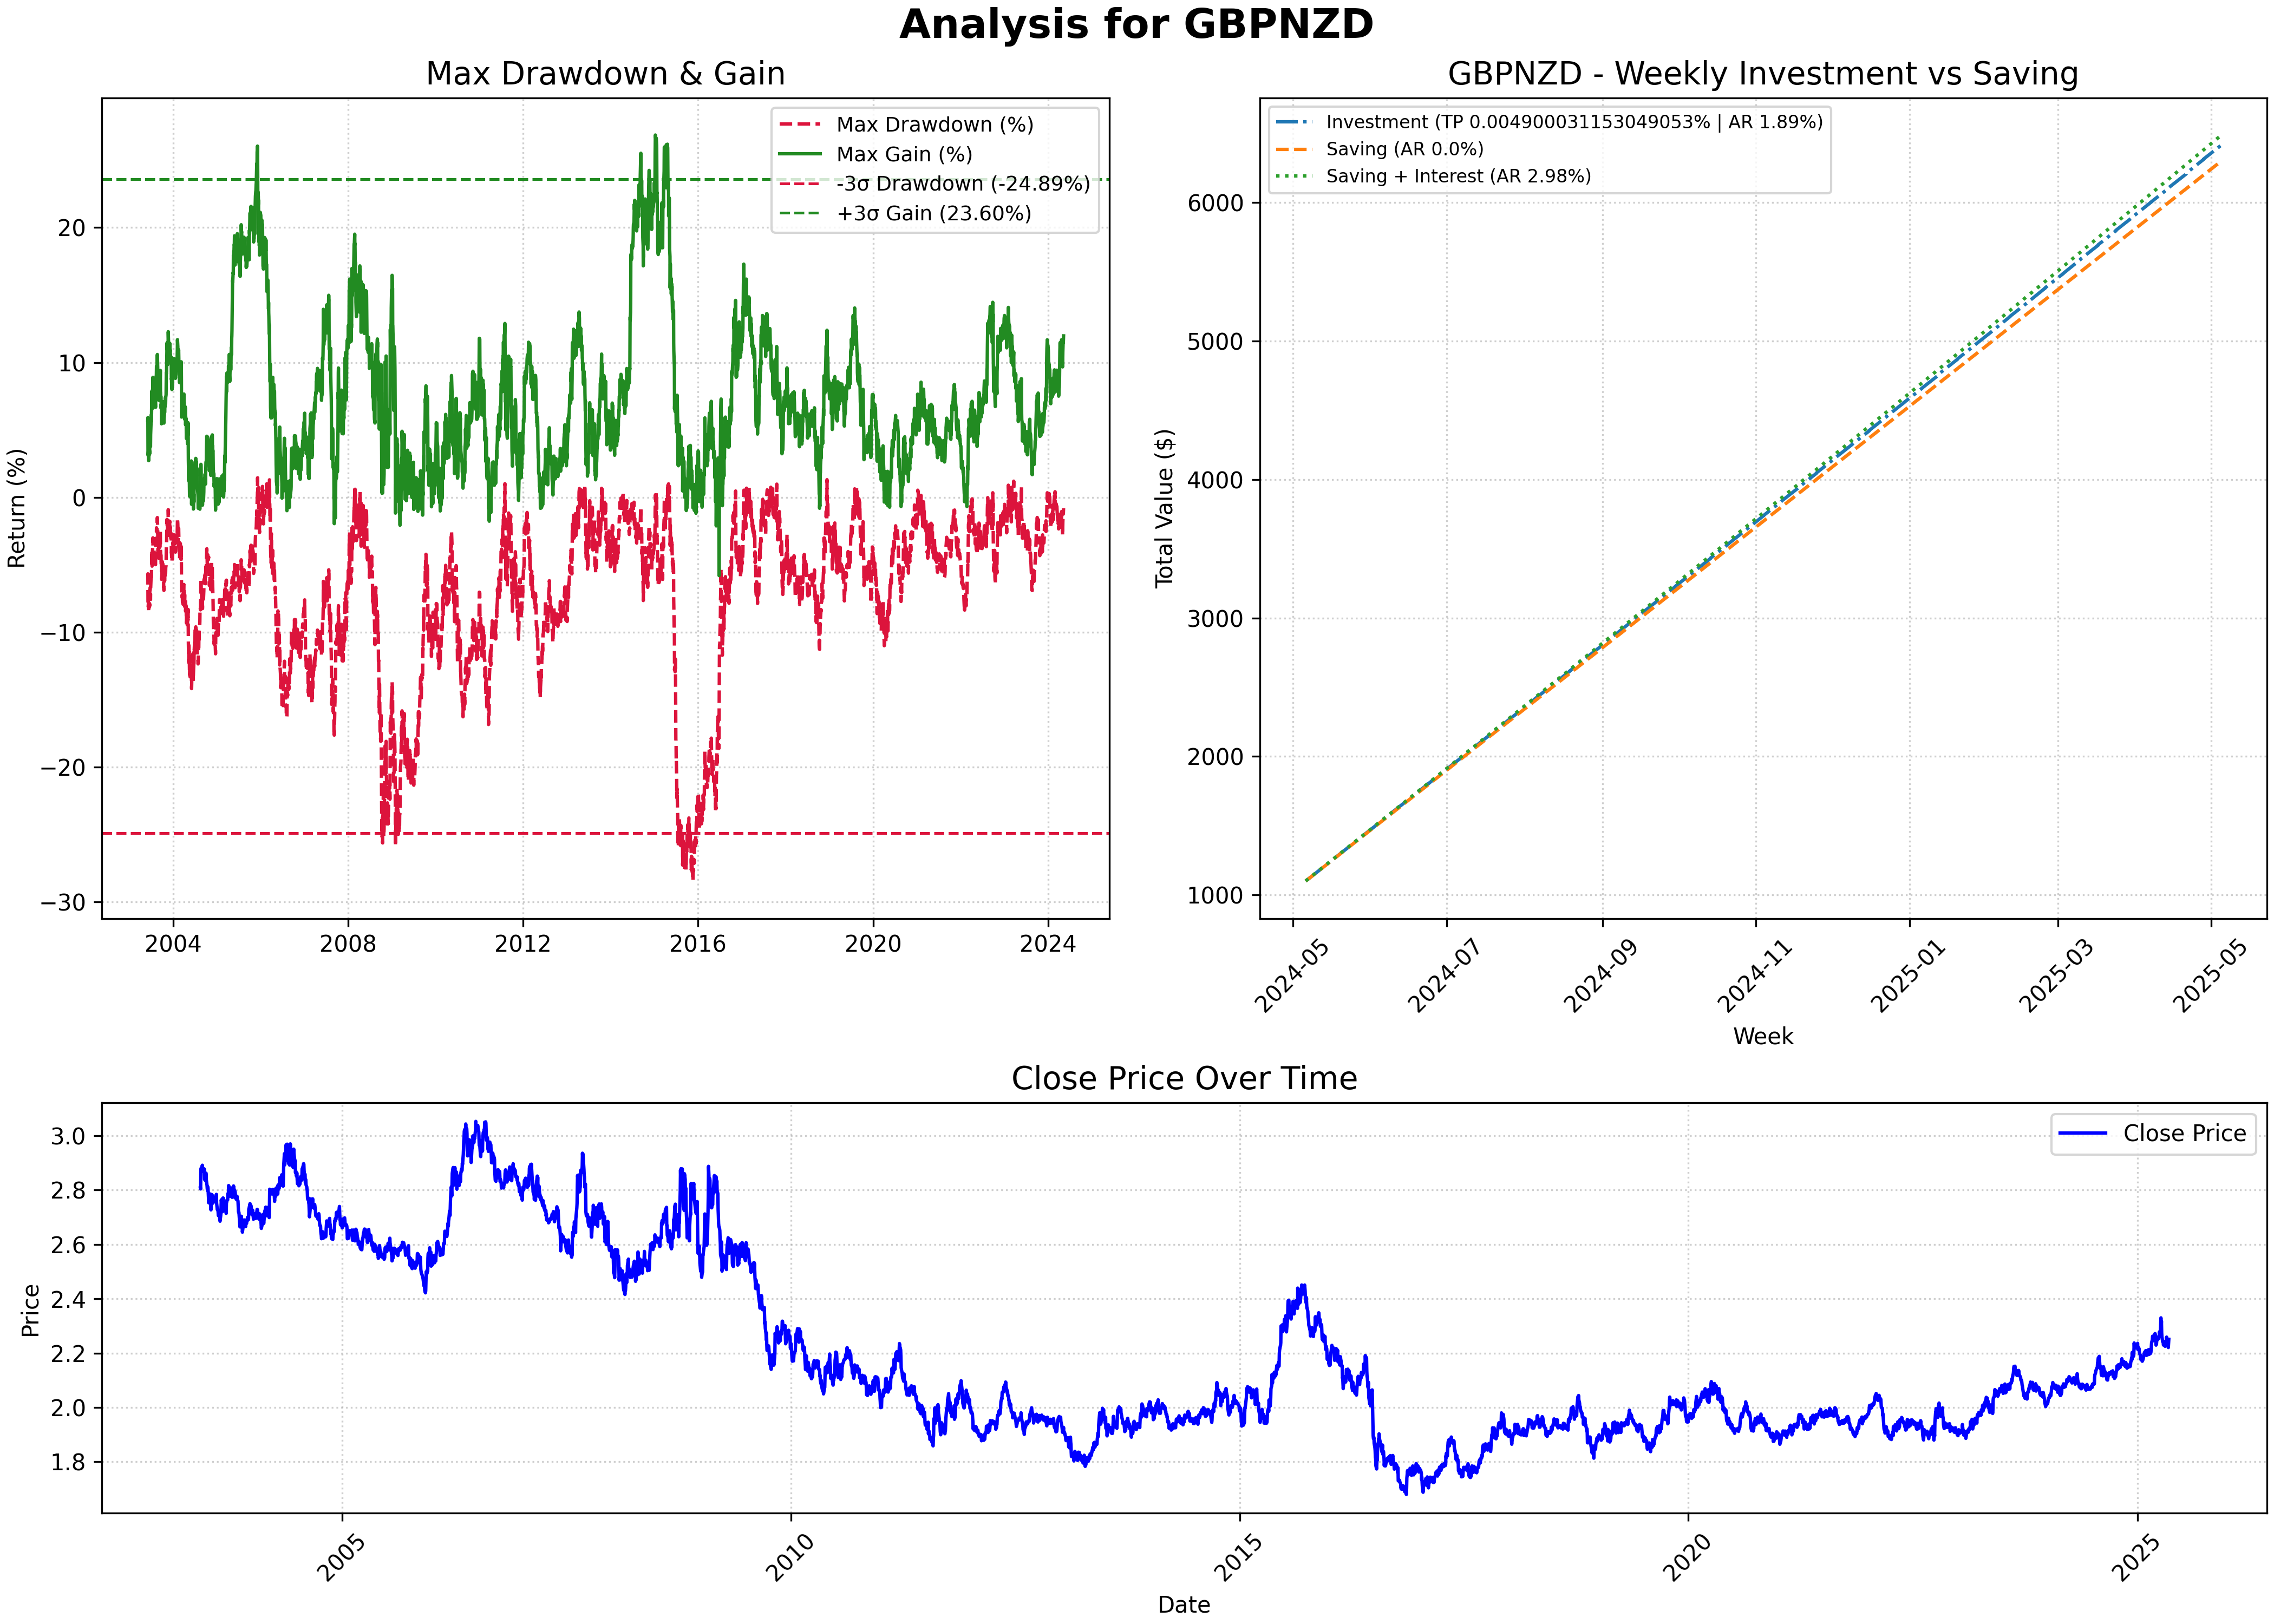 Analysis for GBPNZD
Max Drawdown & Gain
Max Drawdown (%)
Max Gain (%)
-3σ Drawdown (-24.89%)
+3σ Gain (23.60%)
Return (%)
20
10
0
−10
−20
−30
2004
2008
2012
2016
2020
2024
GBPNZD - Weekly Investment vs Saving
Investment (TP 0.004900031153049053% | AR 1.89%)
Saving (AR 0.0%)
Saving + Interest (AR 2.98%)
Total Value ($)
6000
5000
4000
3000
2000
1000
2024-05
2024-07
2024-09
2024-11
2025-01
2025-03
2025-05
Week
Close Price Over Time
Close Price
Price
3.0
2.8
2.6
2.4
2.2
2.0
1.8
2005
2010
2015
2020
2025
Date